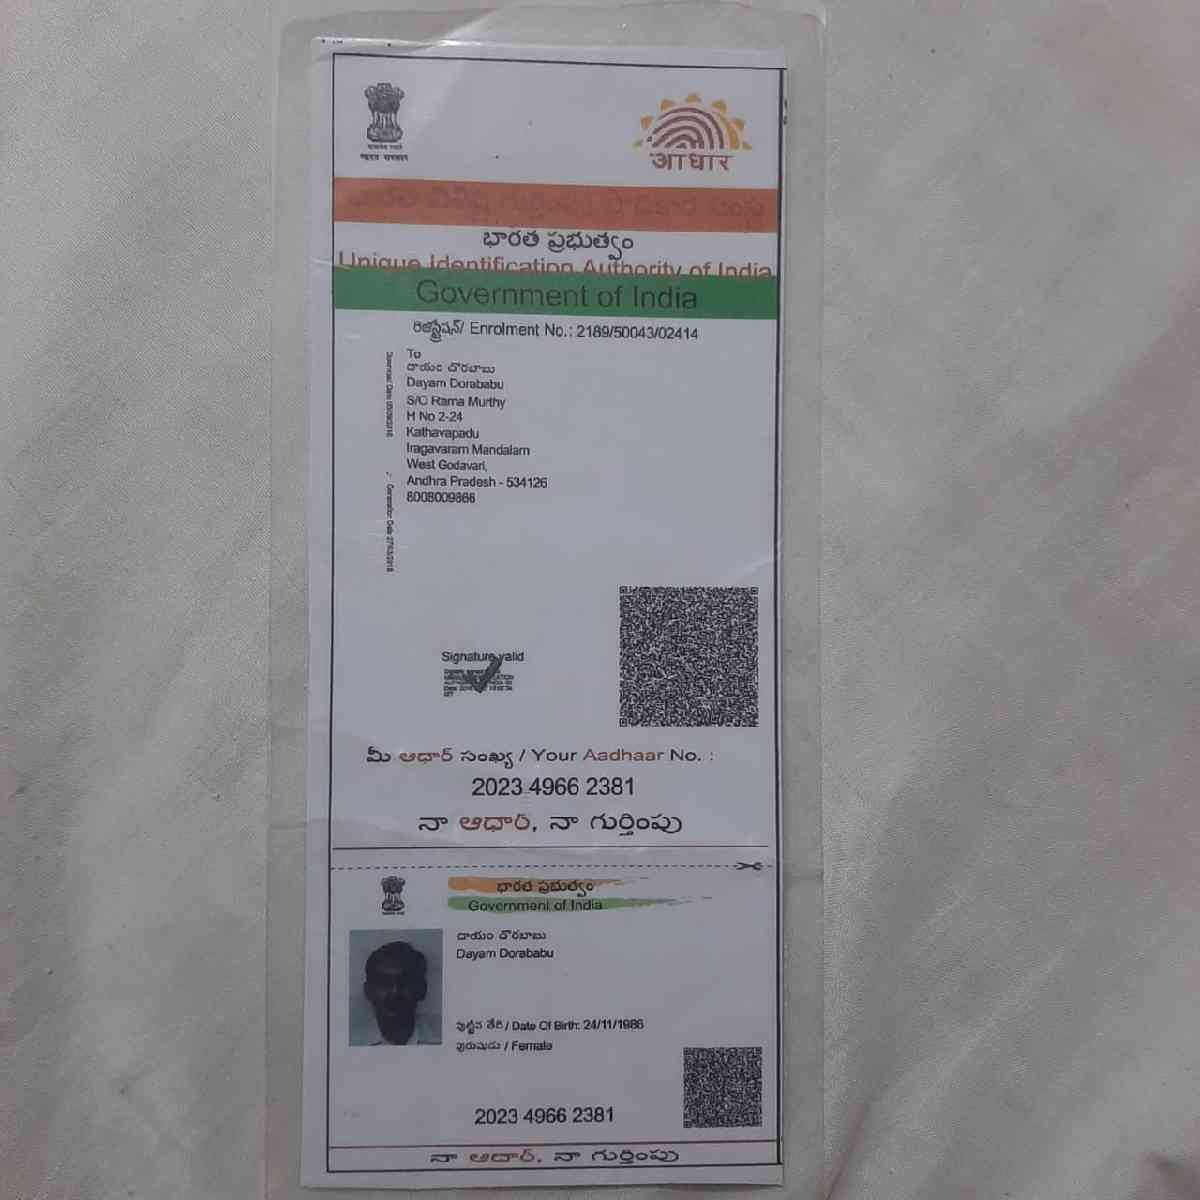 भारत सरकार
आधार
భారత ప్రభుత్వం
Unique Identification Authority of India
Government of India
రిజిస్ట్రేషన్/ Enrolment No.: 2189/50043/02414
To
దాయం దొరబాబు
Dayam Dorababu
S/O Rama Murthy
H No 2-24
Kathavapadu
Iragavaram Mandalam
West Godavari,
Andhra Pradesh - 534126
8008009866
Signature valid
మీ ఆధార్ సంఖ్య / Your Aadhaar No. :
2023 4966 2381
నా ఆధార్, నా గుర్తింపు
భారత ప్రభుత్వం
Government of India
దాయం దొరబాబు
Dayam Dorababu
పుట్టిన తేది / Date Of Birth: 24/11/1986
పురుషుడు / Female
2023 4966 2381
నా ఆధార్, నా గుర్తింపు